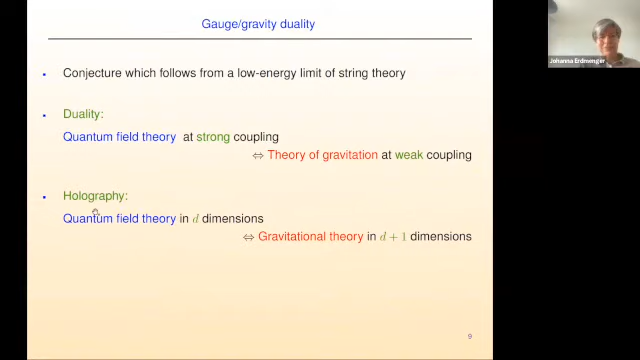 Gauge/gravity duality
• Conjecture which follows from a low-energy limit of string theory
• Duality:
Quantum field theory at strong coupling
⇔ Theory of gravitation at weak coupling
• Holography:
Quantum field theory in d dimensions
⇔ Gravitational theory in d + 1 dimensions
9
Johanna Erdmenger